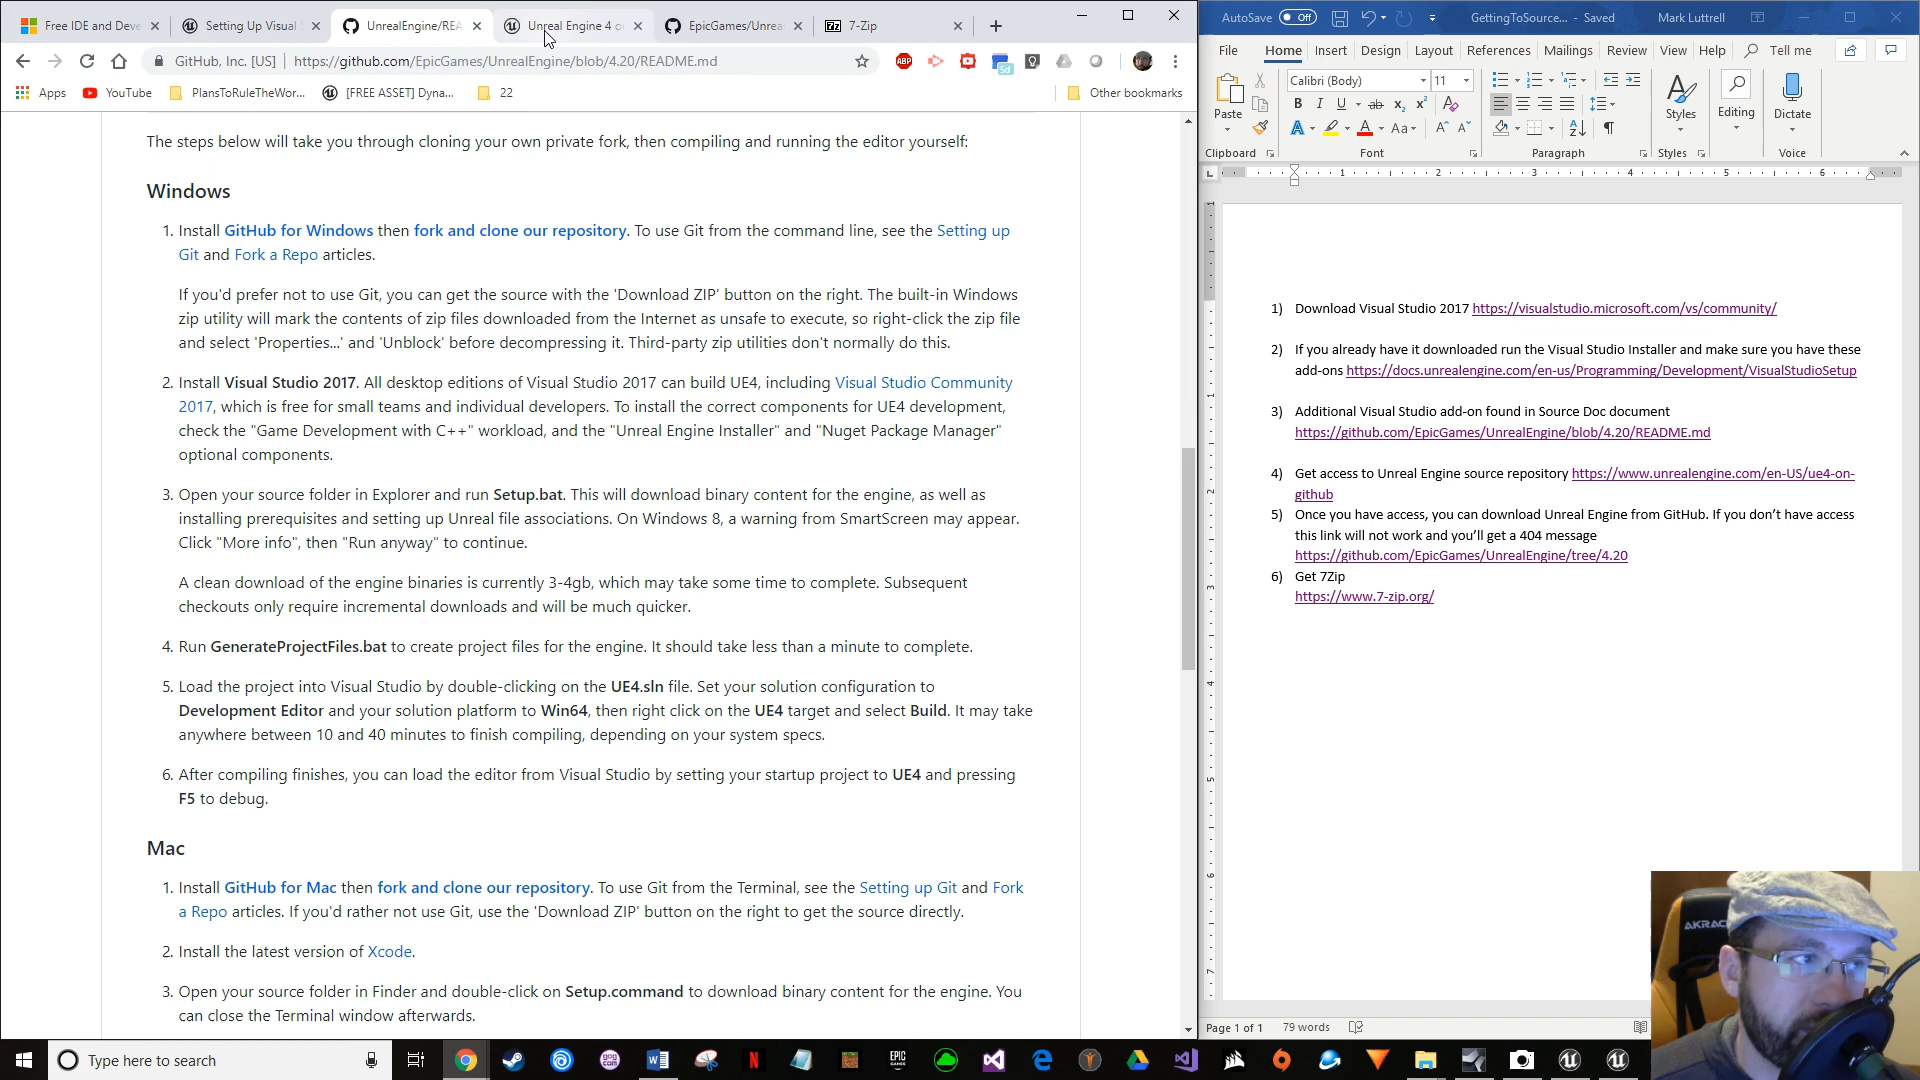 Free IDE and Deve
Setting Up Visual
UnrealEngine/REA
Unreal Engine 4 o
EpicGames/Unrea
7-Zip
GitHub, Inc. [US] | https://github.com/EpicGames/UnrealEngine/blob/4.20/README.md
Apps
YouTube
PlansToRuleTheWor...
[FREE ASSET] Dyna...
22
Other bookmarks
The steps below will take you through cloning your own private fork, then compiling and running the editor yourself:
Windows
1. Install GitHub for Windows then fork and clone our repository. To use Git from the command line, see the Setting up
Git and Fork a Repo articles.
If you'd prefer not to use Git, you can get the source with the 'Download ZIP' button on the right. The built-in Windows
zip utility will mark the contents of zip files downloaded from the Internet as unsafe to execute, so right-click the zip file
and select 'Properties...' and 'Unblock' before decompressing it. Third-party zip utilities don't normally do this.
2. Install Visual Studio 2017. All desktop editions of Visual Studio 2017 can build UE4, including Visual Studio Community
2017, which is free for small teams and individual developers. To install the correct components for UE4 development,
check the "Game Development with C++" workload, and the "Unreal Engine Installer" and "Nuget Package Manager"
optional components.
3. Open your source folder in Explorer and run Setup.bat. This will download binary content for the engine, as well as
installing prerequisites and setting up Unreal file associations. On Windows 8, a warning from SmartScreen may appear.
Click "More info", then "Run anyway" to continue.
A clean download of the engine binaries is currently 3-4gb, which may take some time to complete. Subsequent
checkouts only require incremental downloads and will be much quicker.
4. Run GenerateProjectFiles.bat to create project files for the engine. It should take less than a minute to complete.
5. Load the project into Visual Studio by double-clicking on the UE4.sln file. Set your solution configuration to
Development Editor and your solution platform to Win64, then right click on the UE4 target and select Build. It may take
anywhere between 10 and 40 minutes to finish compiling, depending on your system specs.
6. After compiling finishes, you can load the editor from Visual Studio by setting your startup project to UE4 and pressing
F5 to debug.
Mac
1. Install GitHub for Mac then fork and clone our repository. To use Git from the Terminal, see the Setting up Git and Fork
a Repo articles. If you'd rather not use Git, use the 'Download ZIP' button on the right to get the source directly.
2. Install the latest version of Xcode.
3. Open your source folder in Finder and double-click on Setup.command to download binary content for the engine. You
can close the Terminal window afterwards.
Type here to search
AutoSave Off
GettingToSource... - Saved
Mark Luttrell
File Home Insert Design Layout References Mailings Review View Help Tell me
Calibri (Body) 11
Paste
Styles
Editing
Dictate
Clipboard
Font
Paragraph
Styles
Voice
1) Download Visual Studio 2017 https://visualstudio.microsoft.com/vs/community/
2) If you already have it downloaded run the Visual Studio Installer and make sure you have these
add-ons https://docs.unrealengine.com/en-us/Programming/Development/VisualStudioSetup
3) Additional Visual Studio add-on found in Source Doc document
https://github.com/EpicGames/UnrealEngine/blob/4.20/README.md
4) Get access to Unreal Engine source repository https://www.unrealengine.com/en-US/ue4-on-
github
5) Once you have access, you can download Unreal Engine from GitHub. If you don't have access
this link will not work and you'll get a 404 message
https://github.com/EpicGames/UnrealEngine/tree/4.20
6) Get 7Zip
https://www.7-zip.org/
Page 1 of 1
79 words